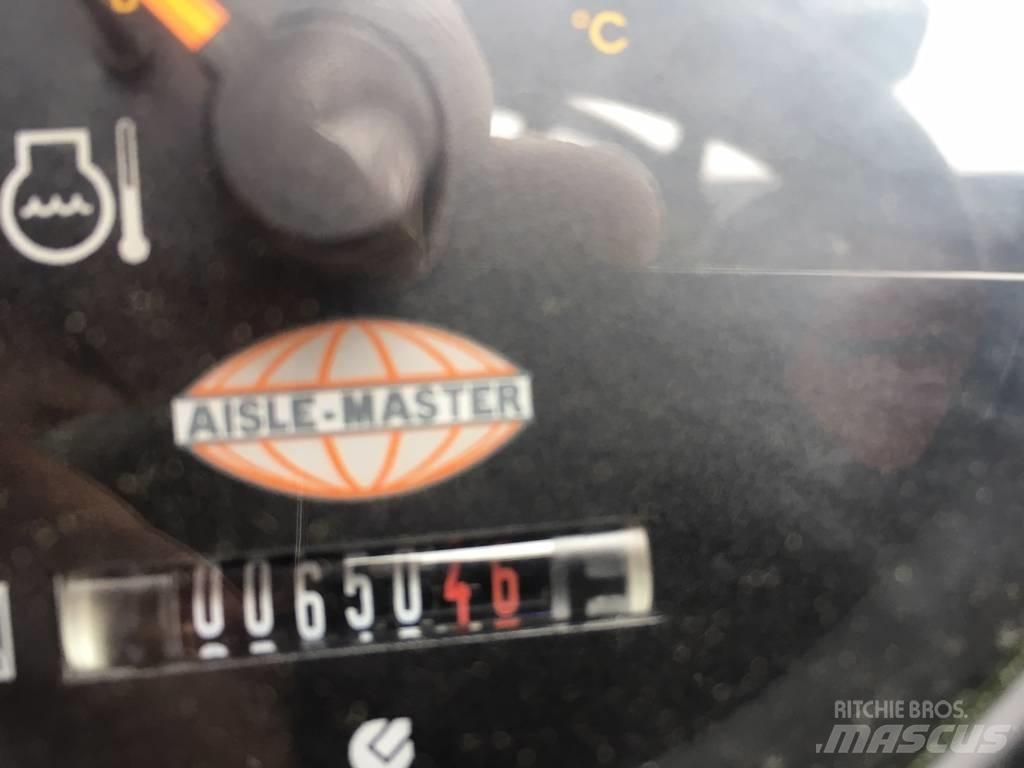 °C
AISLE-MASTER
0065046
RITCHIE BROS.
MASCUS